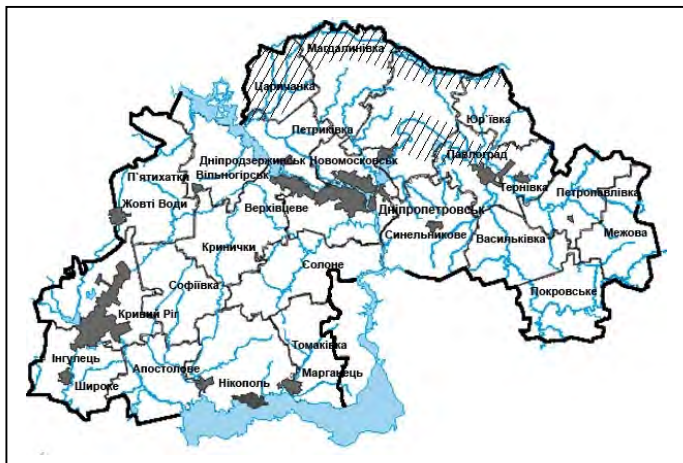 Магдалинівка
Царичанка
Юр'ївка
Петриківка
Павлоград
Дніпродзержинськ Новомосковськ
П'ятихатки Вільногірськ
Тернівка
Петропавлівка
Жовті Води
Верхівцеве
Дніпропетровськ
Синельникове
Васильківка
Межова
Кринички
Солоне
Софіївка
Покровське
Кривий Ріг
Томаківка
Інгулець
Апостолове
Широке
Нікополь
Марганець